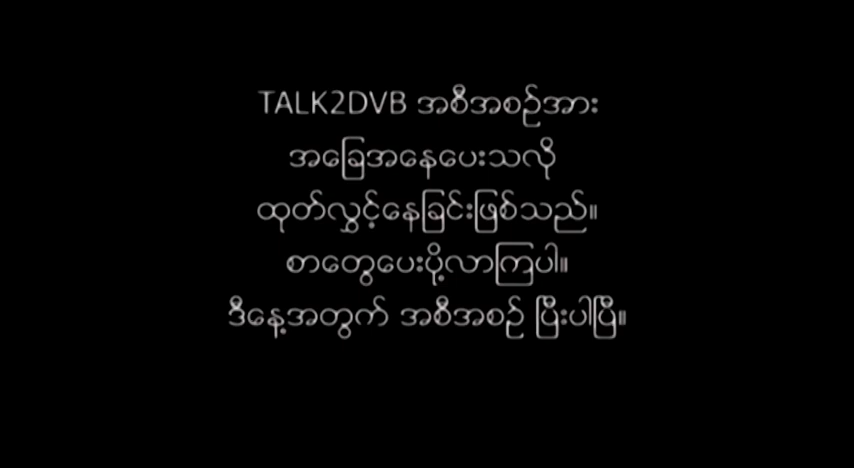 TALK2DVB အစီအစဉ်အား
အခြေအနေပေးသလို
ထုတ်လွှင့်နေခြင်းဖြစ်သည်။
စာတွေပေးပို့လာကြပါ။
ဒီနေ့အတွက် အစီအစဉ် ပြီးပါပြီ။